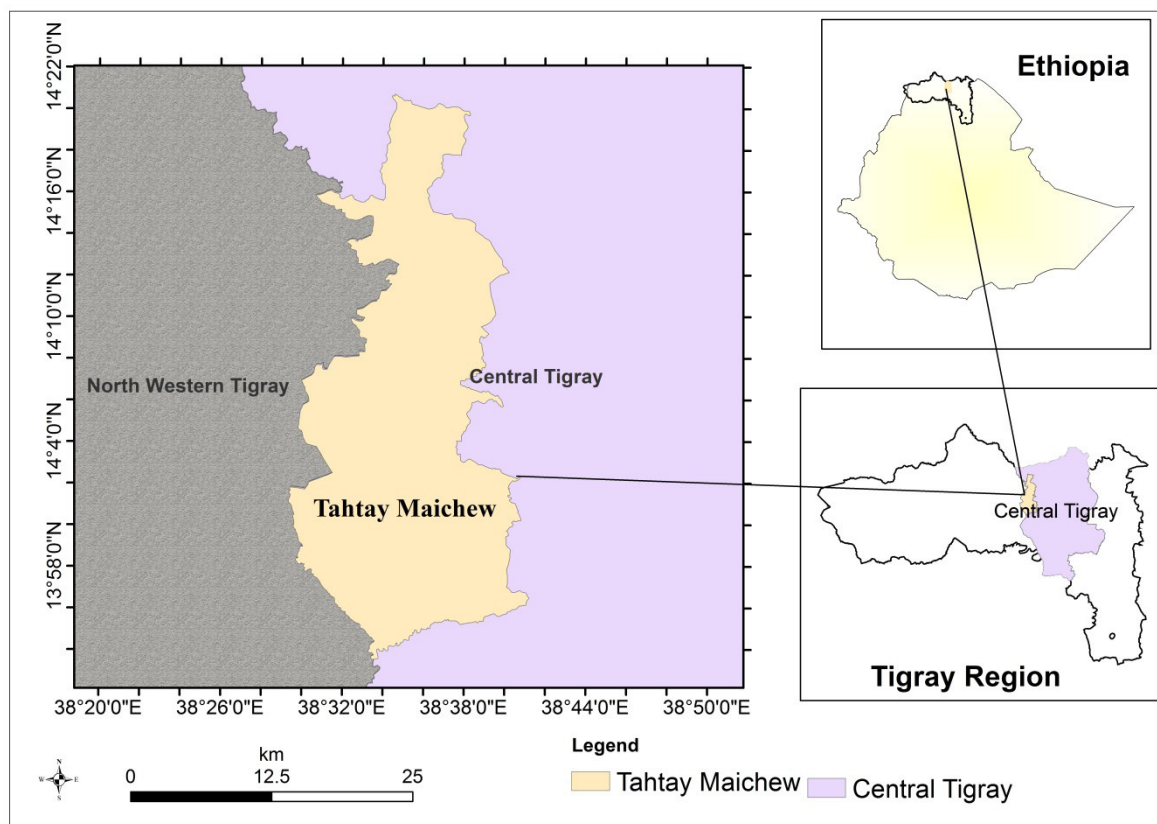 14°22'0"N
14°16'0"N
14°10'0"N
14°4'0"N
13°58'0"N
North Western Tigray
Central Tigray
Tahtay Maichew
38°20'0"E
38°26'0"E
38°32'0"E
38°38'0"E
38°44'0"E
38°50'0"E
Ethiopia
Central Tigray
Tigray Region
N
W
E
S
km
0
12.5
25
Legend
Tahtay Maichew
Central Tigray